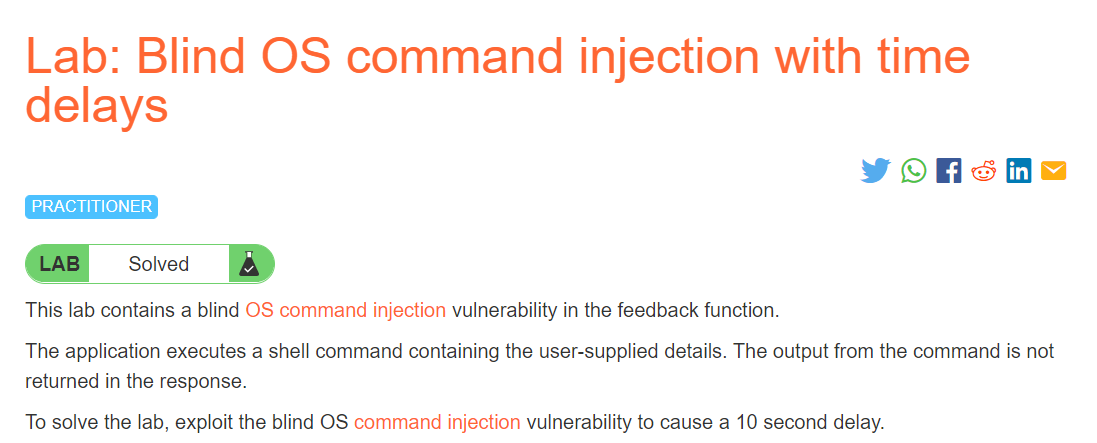 Lab: Blind OS command injection with time
delays
PRACTITIONER
LAB Solved
This lab contains a blind OS command injection vulnerability in the feedback function.
The application executes a shell command containing the user-supplied details. The output from the command is not
returned in the response.
To solve the lab, exploit the blind OS command injection vulnerability to cause a 10 second delay.